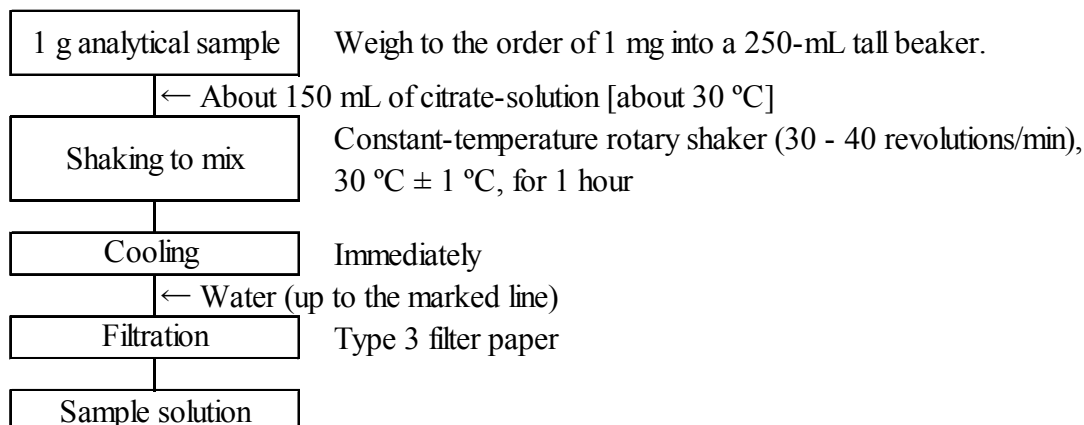 1 g analytical sample Weigh to the order of 1 mg into a 250-mL tall beaker.
← About 150 mL of citrate-solution [about 30 ºC]
Shaking to mix Constant-temperature rotary shaker (30 - 40 revolutions/min),
30 ºC ± 1 ºC, for 1 hour
Cooling Immediately
← Water (up to the marked line)
Filtration Type 3 filter paper
Sample solution